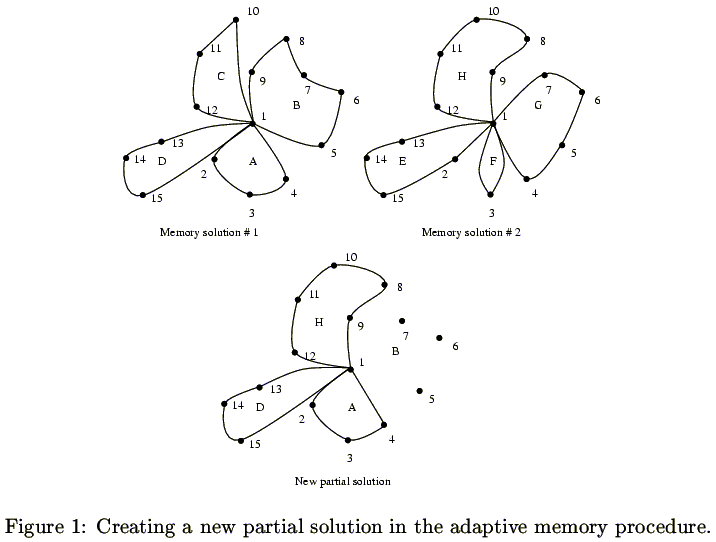 10 10
11 8 11 8
C 9 H 9
7 B 6 7 G 6
12 1 12 1
13 5 13 5
14 D A 14 E F
2 4 2 4
15 15
3 3
Memory solution # 1 Memory solution # 2
10
11 8
H 9
7 6
12 1 B
13 5
14 D A
2 4
15
3
New partial solution
Figure 1: Creating a new partial solution in the adaptive memory procedure.